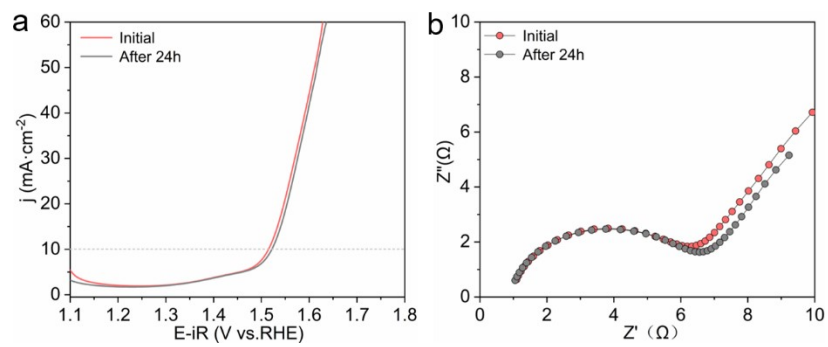 a
Initial
After 24h
j (mA·cm-2)
60
50
40
30
20
10
0
1.1 1.2 1.3 1.4 1.5 1.6 1.7 1.8
E-iR (V vs.RHE)
b
Initial
After 24h
Z''(Ω)
10
8
6
4
2
0
0 2 4 6 8 10
Z' (Ω)